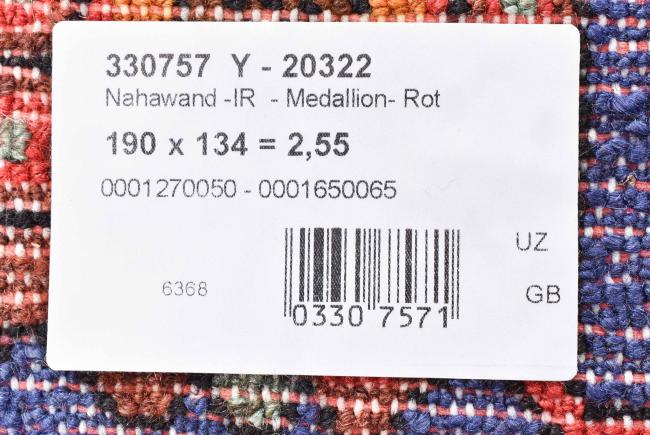 330757 Y - 20322
Nahawand -IR - Medallion- Rot
190 x 134 = 2,55
0001270050 - 0001650065
UZ
6368
GB
0330 7571